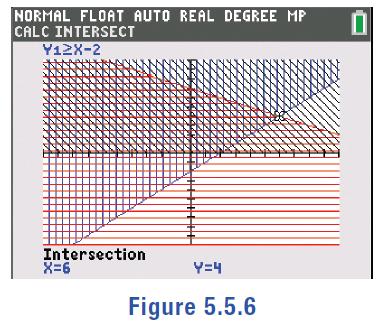 NORMAL FLOAT AUTO REAL DEGREE MP
CALC INTERSECT
Y1≥X-2
Intersection
X=6 Y=4
Figure 5.5.6